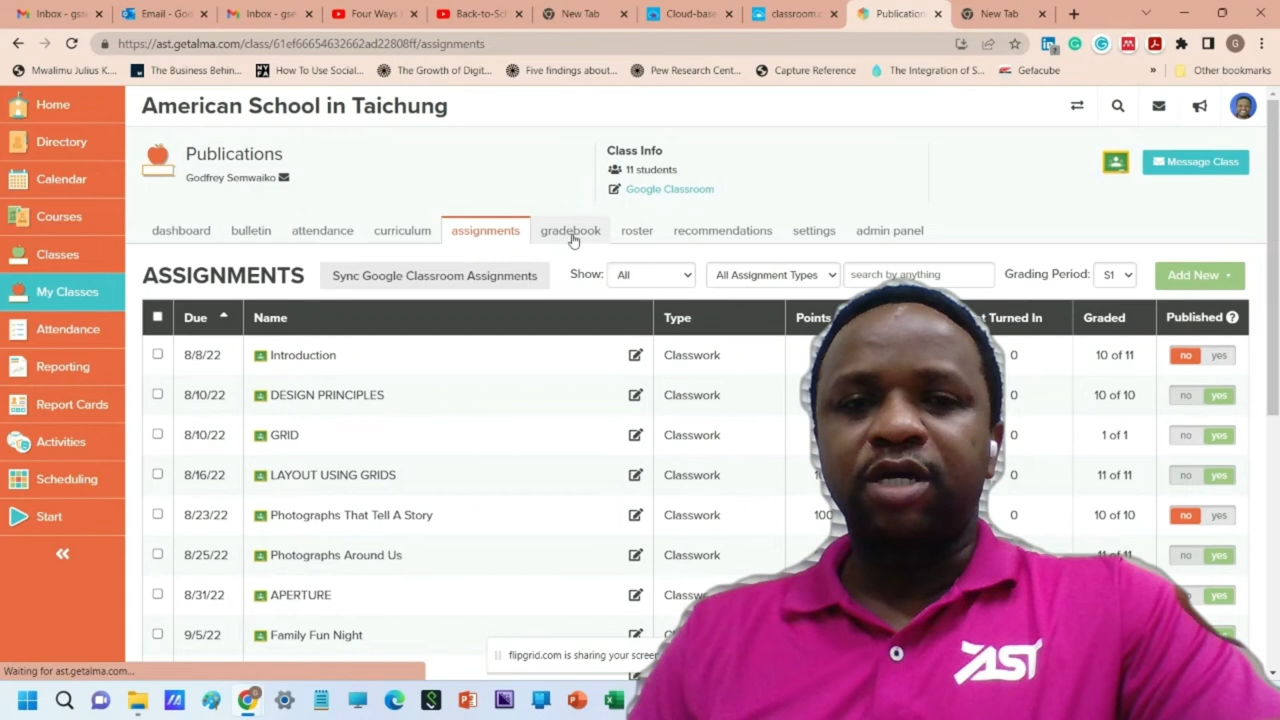 Inbox - gsa
Email - God
Inbox - gse
Four Ways
Back-to-Sc
New Tab
Cloud-base
classroom.c
Publication
New Tab
https://ast.getalma.com/class/61ef66654632662ad22808ff/assignments
G
Mwalimu Julius K...
The Business Behin...
How To Use Social...
The Growth of Digit...
Five findings about...
Pew Research Cent...
Capture Reference
The Integration of S...
Gefacube
»
Other bookmarks
Home
Directory
Calendar
Courses
Classes
My Classes
Attendance
Reporting
Report Cards
Activities
Scheduling
Start
American School in Taichung
Publications
Godfrey Semwaiko
Class Info
11 students
Google Classroom
Message Class
dashboard bulletin attendance curriculum assignments gradebook roster recommendations settings admin panel
ASSIGNMENTS Sync Google Classroom Assignments Show: All All Assignment Types search by anything Grading Period: S1 Add New
Due Name Type Points Turned In Graded Published
8/8/22 Introduction Classwork 0 10 of 11 no yes
8/10/22 DESIGN PRINCIPLES Classwork 0 10 of 10 no yes
8/10/22 GRID Classwork 0 1 of 1 no yes
8/16/22 LAYOUT USING GRIDS Classwork 0 11 of 11 no yes
8/23/22 Photographs That Tell A Story Classwork 100 0 10 of 10 no yes
8/25/22 Photographs Around Us Classwork 11 of 11 no yes
8/31/22 APERTURE yes
9/5/22 Family Fun Night
Waiting for ast.getalma.com...
flipgrid.com is sharing your screen
AST